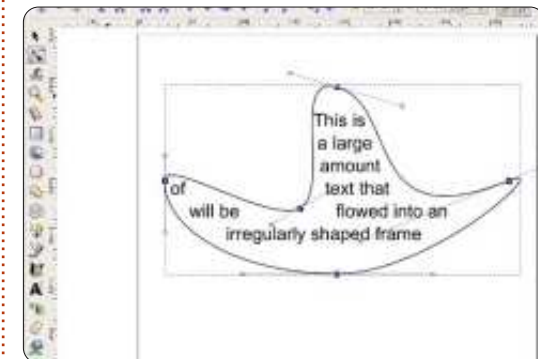 This is
a large
amount
of text that
will be flowed into an
irregularly shaped frame